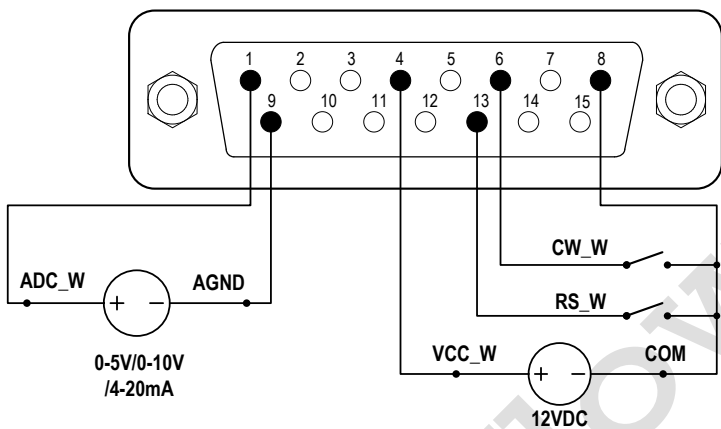 1 2 3 4 5 6 7 8
9 10 11 12 13 14 15
CW_W
ADC_W + − AGND
RS_W
0-5V/0-10V
/4-20mA
VCC_W + − COM
12VDC